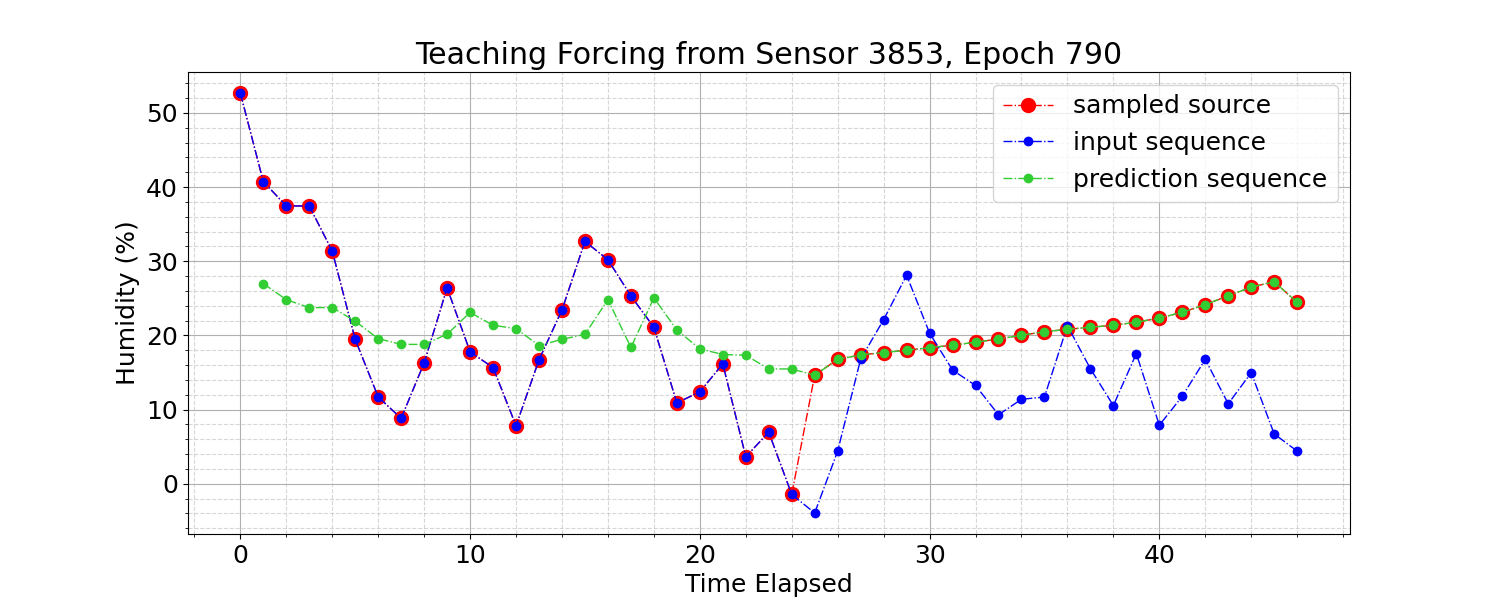 Teaching Forcing from Sensor 3853, Epoch 790
sampled source
input sequence
prediction sequence
Humidity (%)
50
40
30
20
10
0
0 10 20 30 40
Time Elapsed